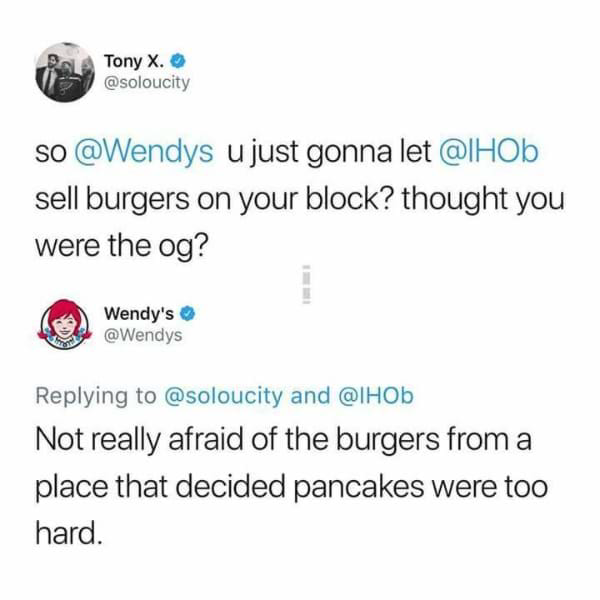 Tony X.
@soloucity
so @Wendys u just gonna let @IHOb
sell burgers on your block? thought you
were the og?
Wendy's
@Wendys
Replying to @soloucity and @IHOb
Not really afraid of the burgers from a
place that decided pancakes were too
hard.